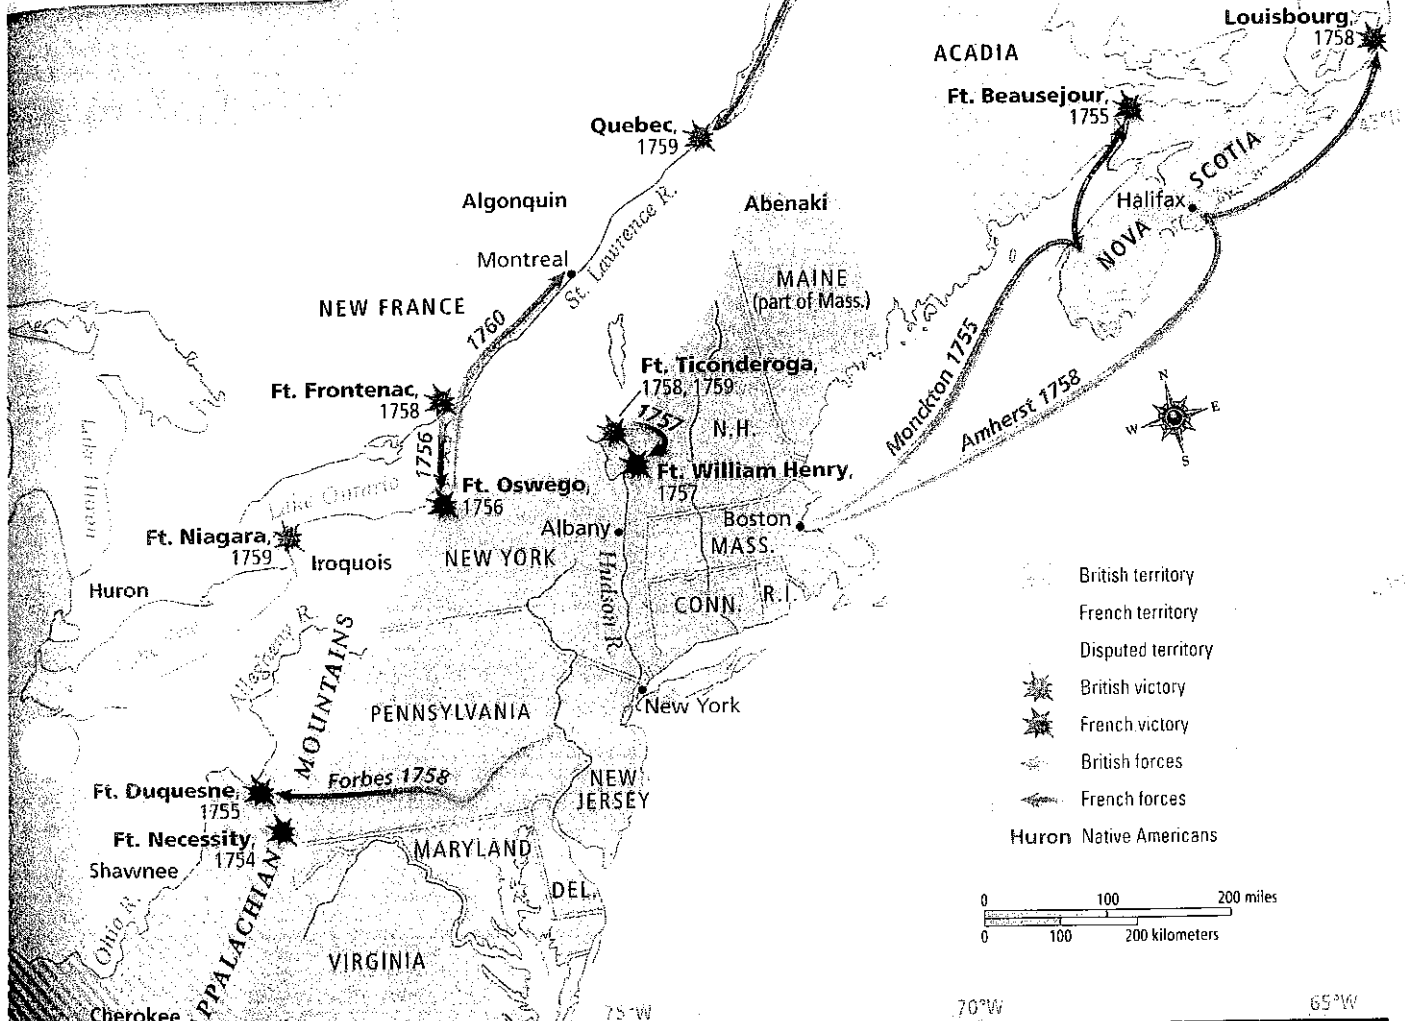 Louisbourg,
1758
ACADIA
Ft. Beausejour,
1755
Quebec,
1759
SCOTIA
Algonquin
St. Lawrence R.
Abenaki
Halifax
NOVA
Montreal
MAINE
(part of Mass.)
NEW FRANCE
1760
Monckton 1755
Amherst 1758
Ft. Ticonderoga,
1758, 1759
Ft. Frontenac,
1758
1757
N.H.
N
E
W
S
1756
Lake Huron
Ft. William Henry,
1757
Lake Ontario
Ft. Oswego,
1756
Boston
Albany
MASS.
Ft. Niagara,
1759
Iroquois
NEW YORK
Hudson R.
Huron
CONN.
R.I.
British territory
French territory
Disputed territory
British victory
French victory
British forces
French forces
Huron Native Americans
Allegheny R.
MOUNTAINS
PENNSYLVANIA
New York
Forbes 1758
NEW
JERSEY
Ft. Duquesne,
1755
Ft. Necessity,
1754
MARYLAND
Shawnee
DEL.
0 100 200 miles
0 100 200 kilometers
Ohio R.
PPALACHIAN
VIRGINIA
Cherokee
75°W
70°W
65°W